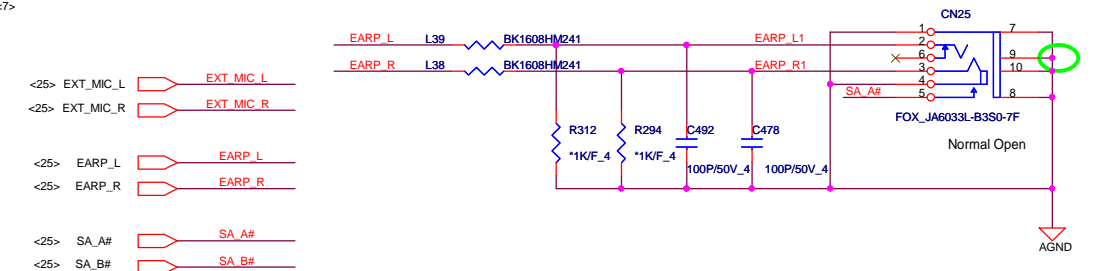 <7>
CN25
EARP_L L39 BK1608HM241 EARP_L1
EARP_R L38 BK1608HM241 EARP_R1
1 7
2
6 9
3 10
4
SA_A# 5 8
FOX_JA6033L-B3S0-7F
Normal Open
<25> EXT_MIC_L EXT_MIC_L
<25> EXT_MIC_R EXT_MIC_R
R312 R294 C492 C478
*1K/F_4 *1K/F_4
100P/50V_4 100P/50V_4
<25> EARP_L EARP_L
<25> EARP_R EARP_R
<25> SA_A# SA_A#
<25> SA_B# SA_B#
AGND